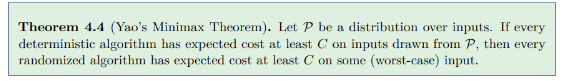 Theorem 4.4 (Yao's Minimax Theorem). Let 𝒫 be a distribution over inputs. If every
deterministic algorithm has expected cost at least C on inputs drawn from 𝒫, then every
randomized algorithm has expected cost at least C on some (worst-case) input.